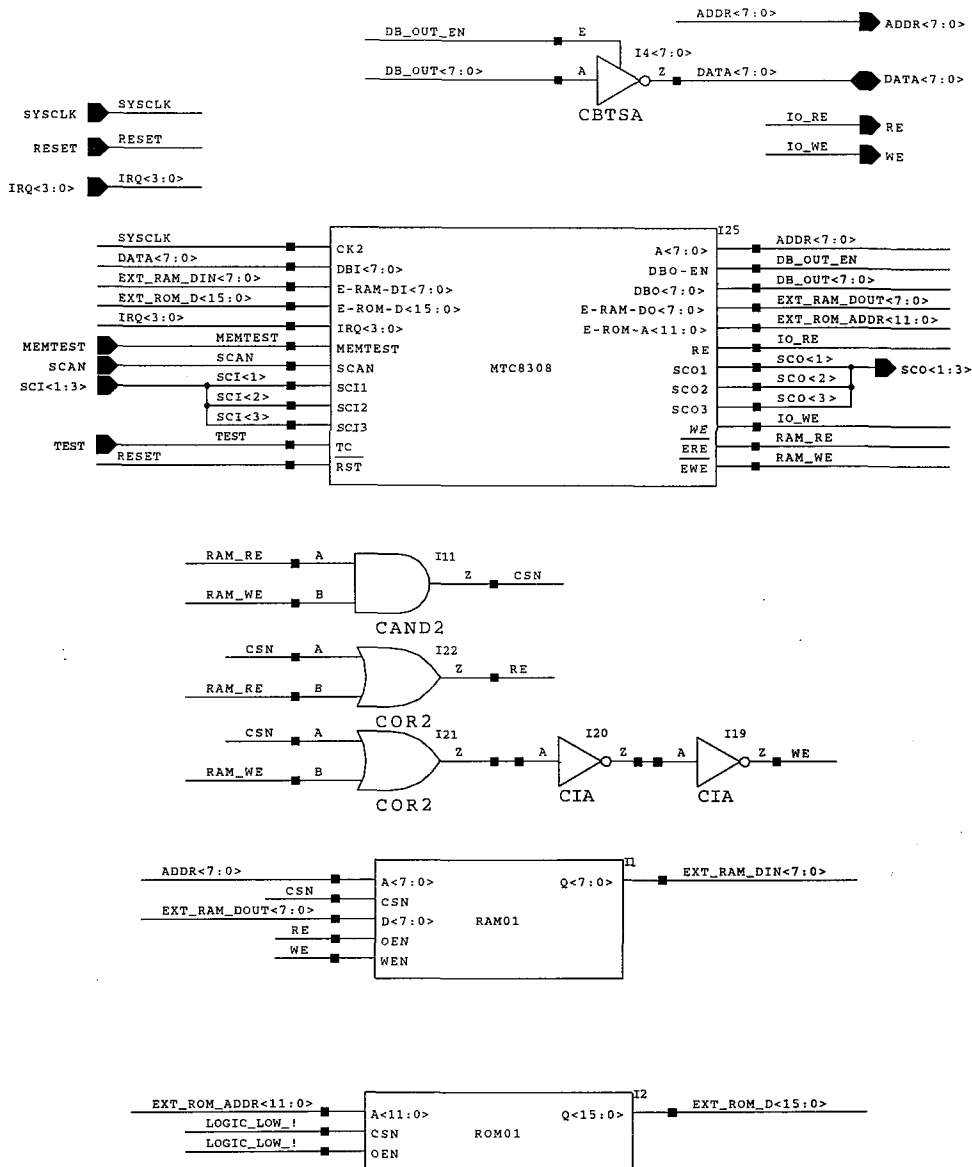 ADDR<7:0>
ADDR<7:0>
DB_OUT_EN E
I4<7:0>
DB_OUT<7:0> A Z DATA<7:0> DATA<7:0>
CBTSA
SYSCLK SYSCLK
IO_RE RE
RESET RESET
IO_WE WE
IRQ<3:0> IRQ<3:0>
I25
SYSCLK CK2 A<7:0> ADDR<7:0>
DATA<7:0> DBI<7:0> DBO-EN DB_OUT_EN
EXT_RAM_DIN<7:0> E-RAM-DI<7:0> DBO<7:0> DB_OUT<7:0>
EXT_ROM_D<15:0> E-ROM-D<15:0> E-RAM-DO<7:0> EXT_RAM_DOUT<7:0>
IRQ<3:0> IRQ<3:0> E-ROM~A<11:0> EXT_ROM_ADDR<11:0>
MEMTEST MEMTEST MEMTEST RE IO_RE
SCAN SCAN SCAN MTC8308 SCO1 SCO<1> SCO<1:3>
SCI<1:3> SCI<1> SCI1 SCO2 SCO<2>
SCI<2> SCI2 SCO3 SCO<3>
SCI<3> SCI3 WE IO_WE
TEST TEST TC ERE RAM_RE
RESET RST EWE RAM_WE
RAM_RE A I11
Z CSN
RAM_WE B
CAND2
CSN A I22
Z RE
RAM_RE B
COR2
CSN A I21 I20 I19
Z A Z A Z WE
RAM_WE B
COR2 CIA CIA
I1
ADDR<7:0> A<7:0> Q<7:0> EXT_RAM_DIN<7:0>
CSN CSN
EXT_RAM_DOUT<7:0> D<7:0> RAM01
RE OEN
WE WEN
I2
EXT_ROM_ADDR<11:0> A<11:0> Q<15:0> EXT_ROM_D<15:0>
LOGIC_LOW_! CSN ROM01
LOGIC_LOW_! OEN